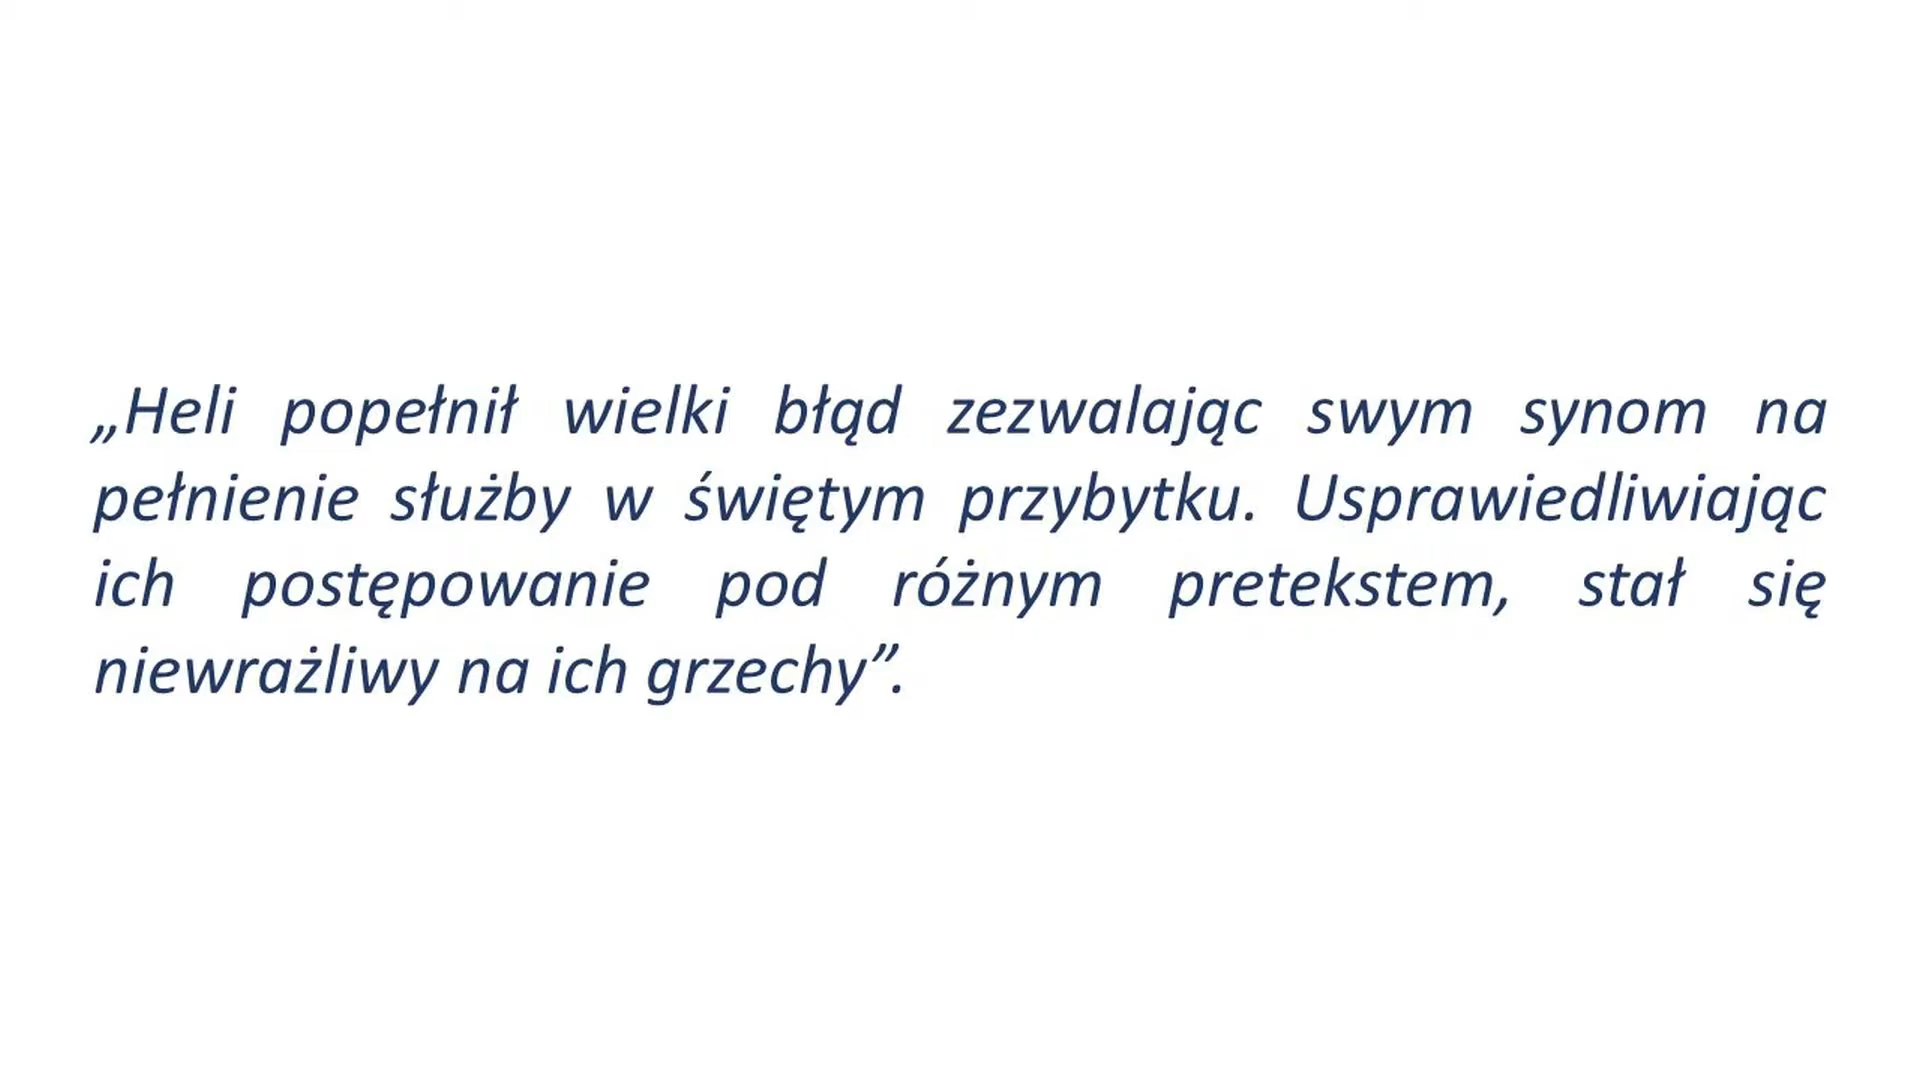 „Heli popełnił wielki błąd zezwalając swym synom na
pełnienie służby w świętym przybytku. Usprawiedliwiając
ich postępowanie pod różnym pretekstem, stał się
niewrażliwy na ich grzechy”.